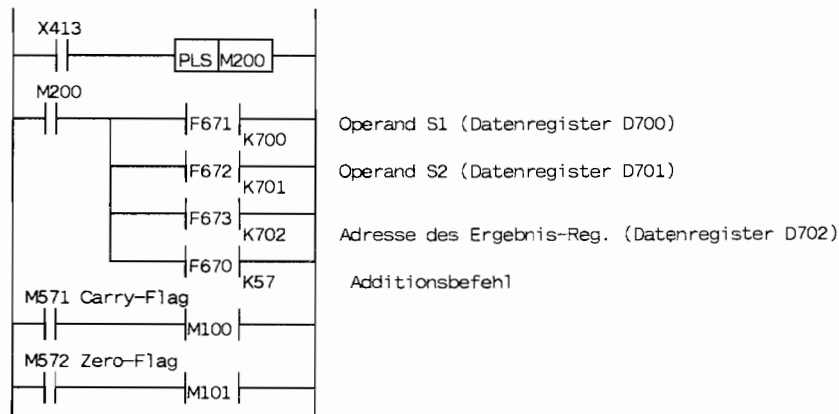 X413
PLS M200
M200
F671 K700 Operand S1 (Datenregister D700)
F672 K701 Operand S2 (Datenregister D701)
F673 K702 Adresse des Ergebnis-Reg. (Datenregister D702)
F670 K57 Additionsbefehl
M571 Carry-Flag
M100
M572 Zero-Flag
M101